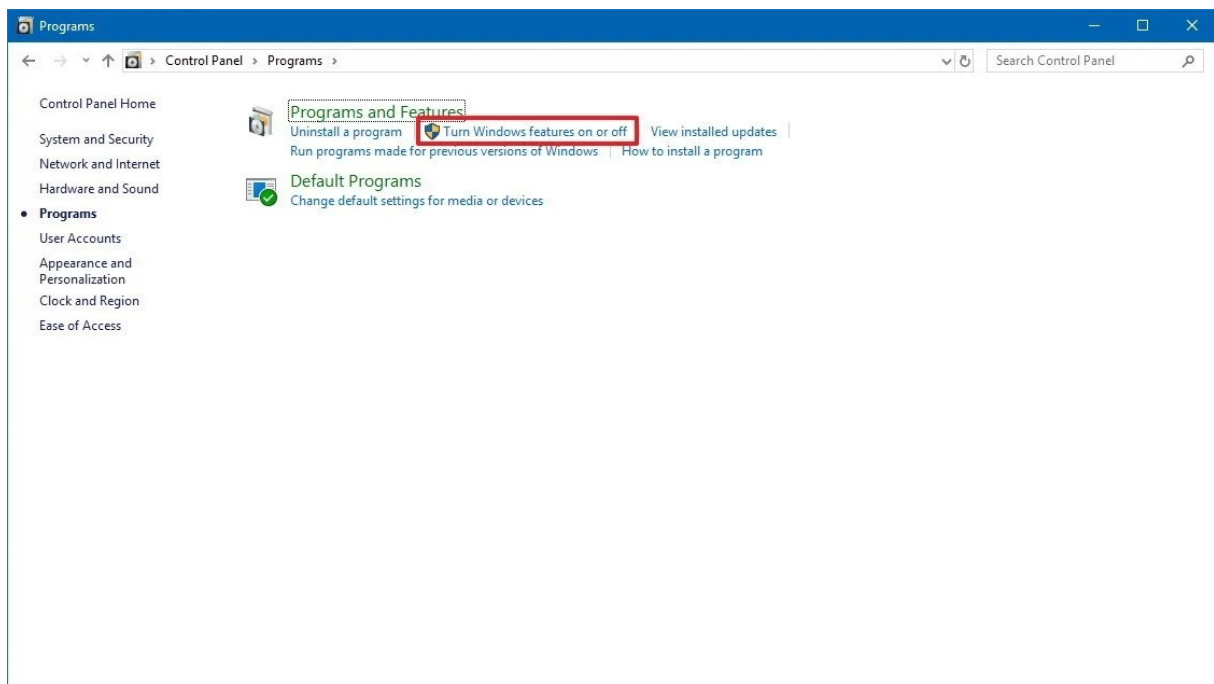 Programs
Control Panel > Programs >
Search Control Panel
Control Panel Home
System and Security
Network and Internet
Hardware and Sound
Programs
User Accounts
Appearance and
Personalization
Clock and Region
Ease of Access
Programs and Features
Uninstall a program Turn Windows features on or off View installed updates
Run programs made for previous versions of Windows How to install a program
Default Programs
Change default settings for media or devices